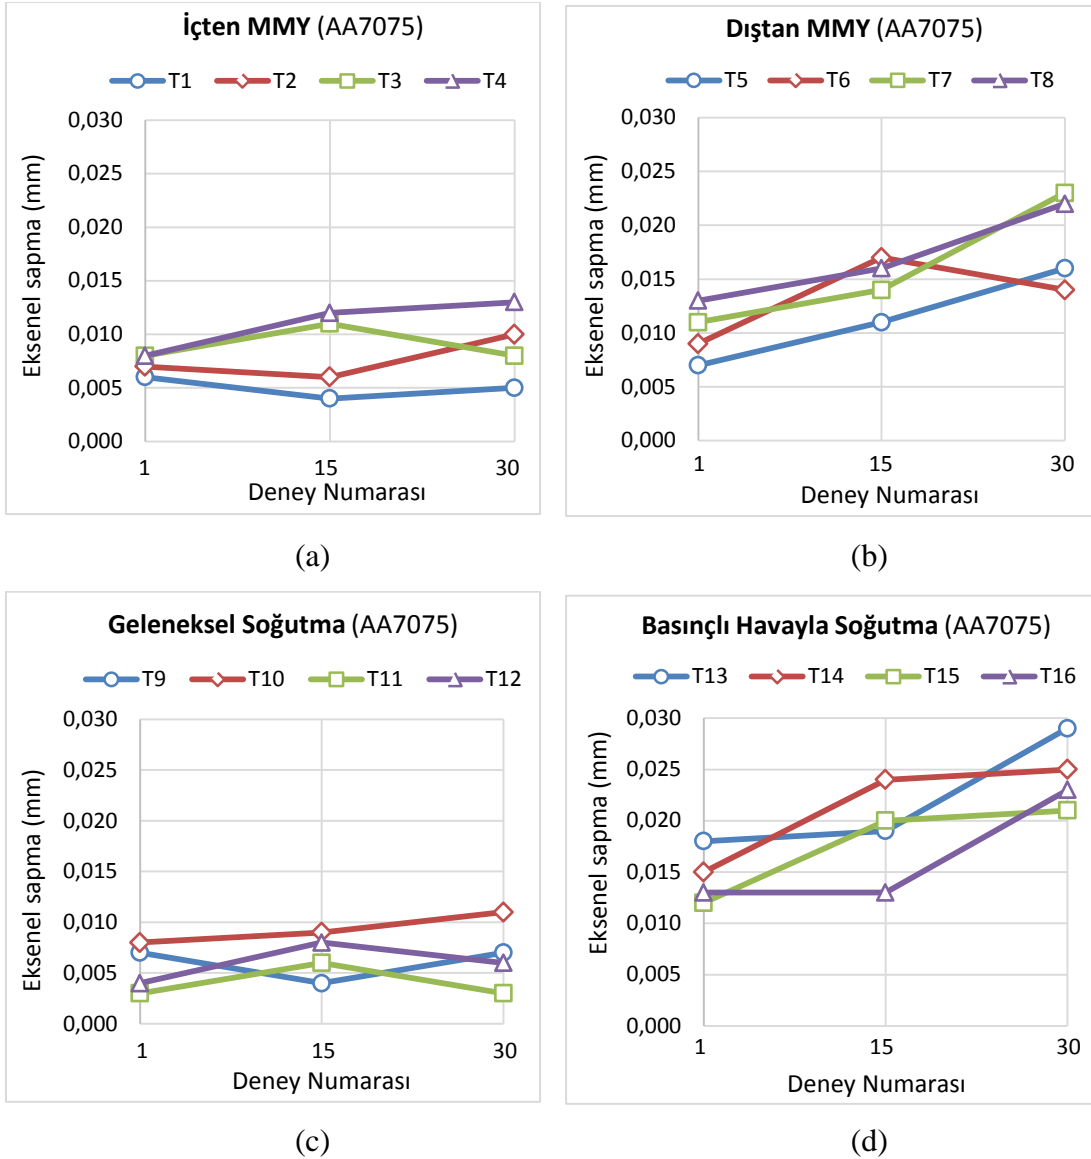 İçten MMY (AA7075)
T1 T2 T3 T4
0,030
0,025
0,020
0,015
0,010
0,005
0,000
Eksenel sapma (mm)
1 15 30
Deney Numarası
(a)
Dıştan MMY (AA7075)
T5 T6 T7 T8
0,030
0,025
0,020
0,015
0,010
0,005
0,000
Eksenel sapma (mm)
1 15 30
Deney Numarası
(b)
Geleneksel Soğutma (AA7075)
T9 T10 T11 T12
0,030
0,025
0,020
0,015
0,010
0,005
0,000
Eksenel sapma (mm)
1 15 30
Deney Numarası
(c)
Basınçlı Havayla Soğutma (AA7075)
T13 T14 T15 T16
0,030
0,025
0,020
0,015
0,010
0,005
0,000
Eksenel sapma (mm)
1 15 30
Deney Numarası
(d)